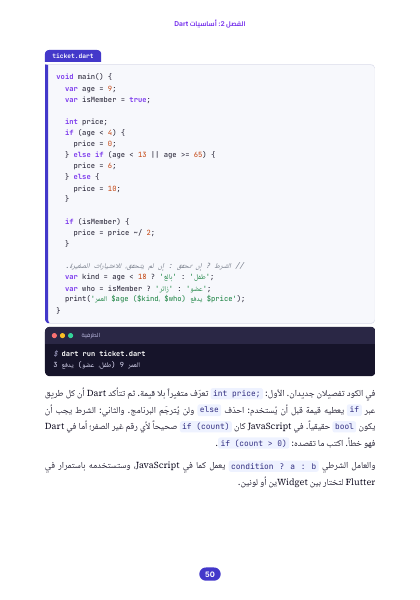 الفصل 2: أساسيات Dart
ticket.dart
void main() {
var age = 9;
var isMember = true;
int price;
if (age < 4) {
price = 0;
} else if (age < 13 || age >= 65) {
price = 6;
} else {
price = 10;
}
if (isMember) {
price = price ~/ 2;
}
// الشرط ? إن تحقق : إن لم يتحقق، للاختيارات الصغيرة.
var kind = age < 18 ? 'طفل' : 'بالغ';
var who = isMember ? 'عضو' : 'زائر';
print('العمر $age ($kind، $who) يدفع $price');
}
الطرفية
$ dart run ticket.dart
العمر 9 (طفل، عضو) يدفع 3
في الكود تفصيلان جديدان. الأول: int price; تعرّف متغيراً بلا قيمة. ثم تتأكد Dart أن كل طريق
عبر if يعطيه قيمة قبل أن يُستخدم؛ احذف else ولن يُترجَم البرنامج. والثاني: الشرط يجب أن
يكون bool حقيقياً. في JavaScript كان if (count) صحيحاً لأي رقم غير الصفر؛ أما في Dart
فهو خطأ. اكتب ما تقصده: if (count > 0).
والعامل الشرطي condition ? a : b يعمل كما في JavaScript، وستستخدمه باستمرار في
Flutter لتختار بين Widgetين أو لونين.
50